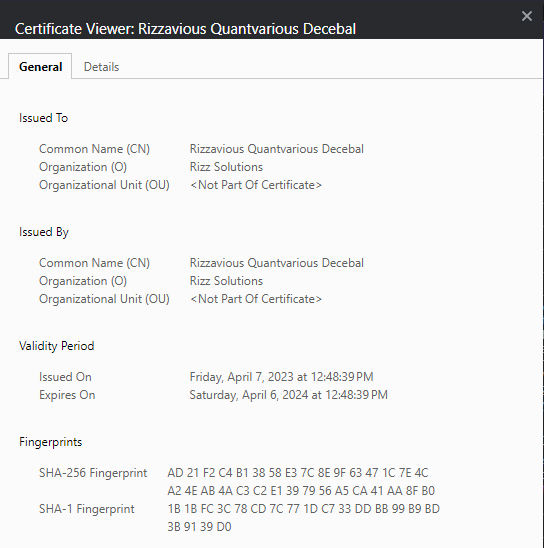 Certificate Viewer: Rizzavious Quantvarious Decebal
General Details
Issued To
Common Name (CN) Rizzavious Quantvarious Decebal
Organization (O) Rizz Solutions
Organizational Unit (OU) <Not Part Of Certificate>
Issued By
Common Name (CN) Rizzavious Quantvarious Decebal
Organization (O) Rizz Solutions
Organizational Unit (OU) <Not Part Of Certificate>
Validity Period
Issued On Friday, April 7, 2023 at 12:48:39 PM
Expires On Saturday, April 6, 2024 at 12:48:39 PM
Fingerprints
SHA-256 Fingerprint AD 21 F2 C4 B1 38 58 E3 7C 8E 9F 63 47 1C 7E 4C
A2 4E AB 4A C3 C2 E1 39 79 56 A5 CA 41 AA 8F B0
SHA-1 Fingerprint 1B 1B FC 3C 78 CD 7C 77 1D C7 33 DD BB 99 B9 BD
3B 91 39 D0